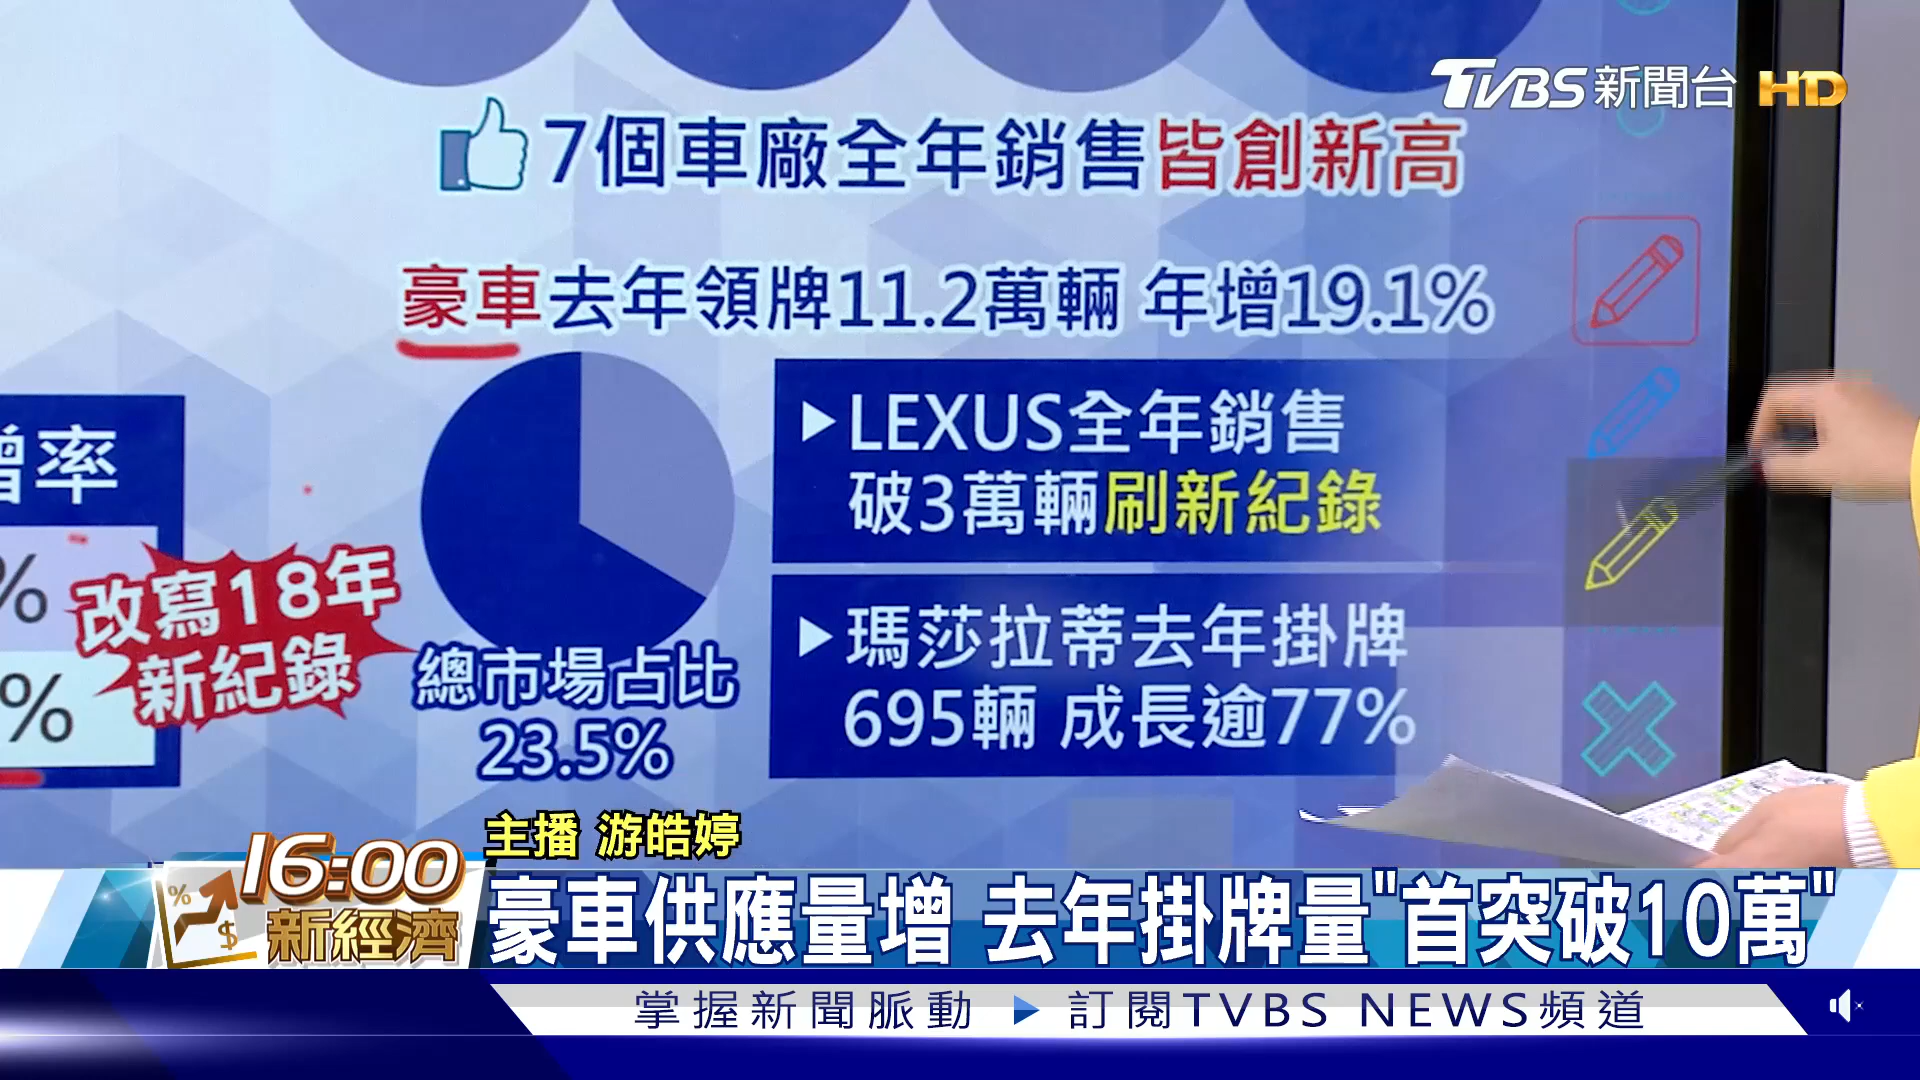 TVBS新聞台 HD
7個車廠全年銷售皆創新高
豪車去年領牌11.2萬輛 年增19.1%
增率
%
%
改寫18年
新紀錄
總市場占比
23.5%
LEXUS全年銷售
破3萬輛刷新紀錄
瑪莎拉蒂去年掛牌
695輛 成長逾77%
主播 游皓婷
16:00
% $
新經濟
豪車供應量增 去年掛牌量"首突破10萬"
掌握新聞脈動 訂閱TVBS NEWS頻道